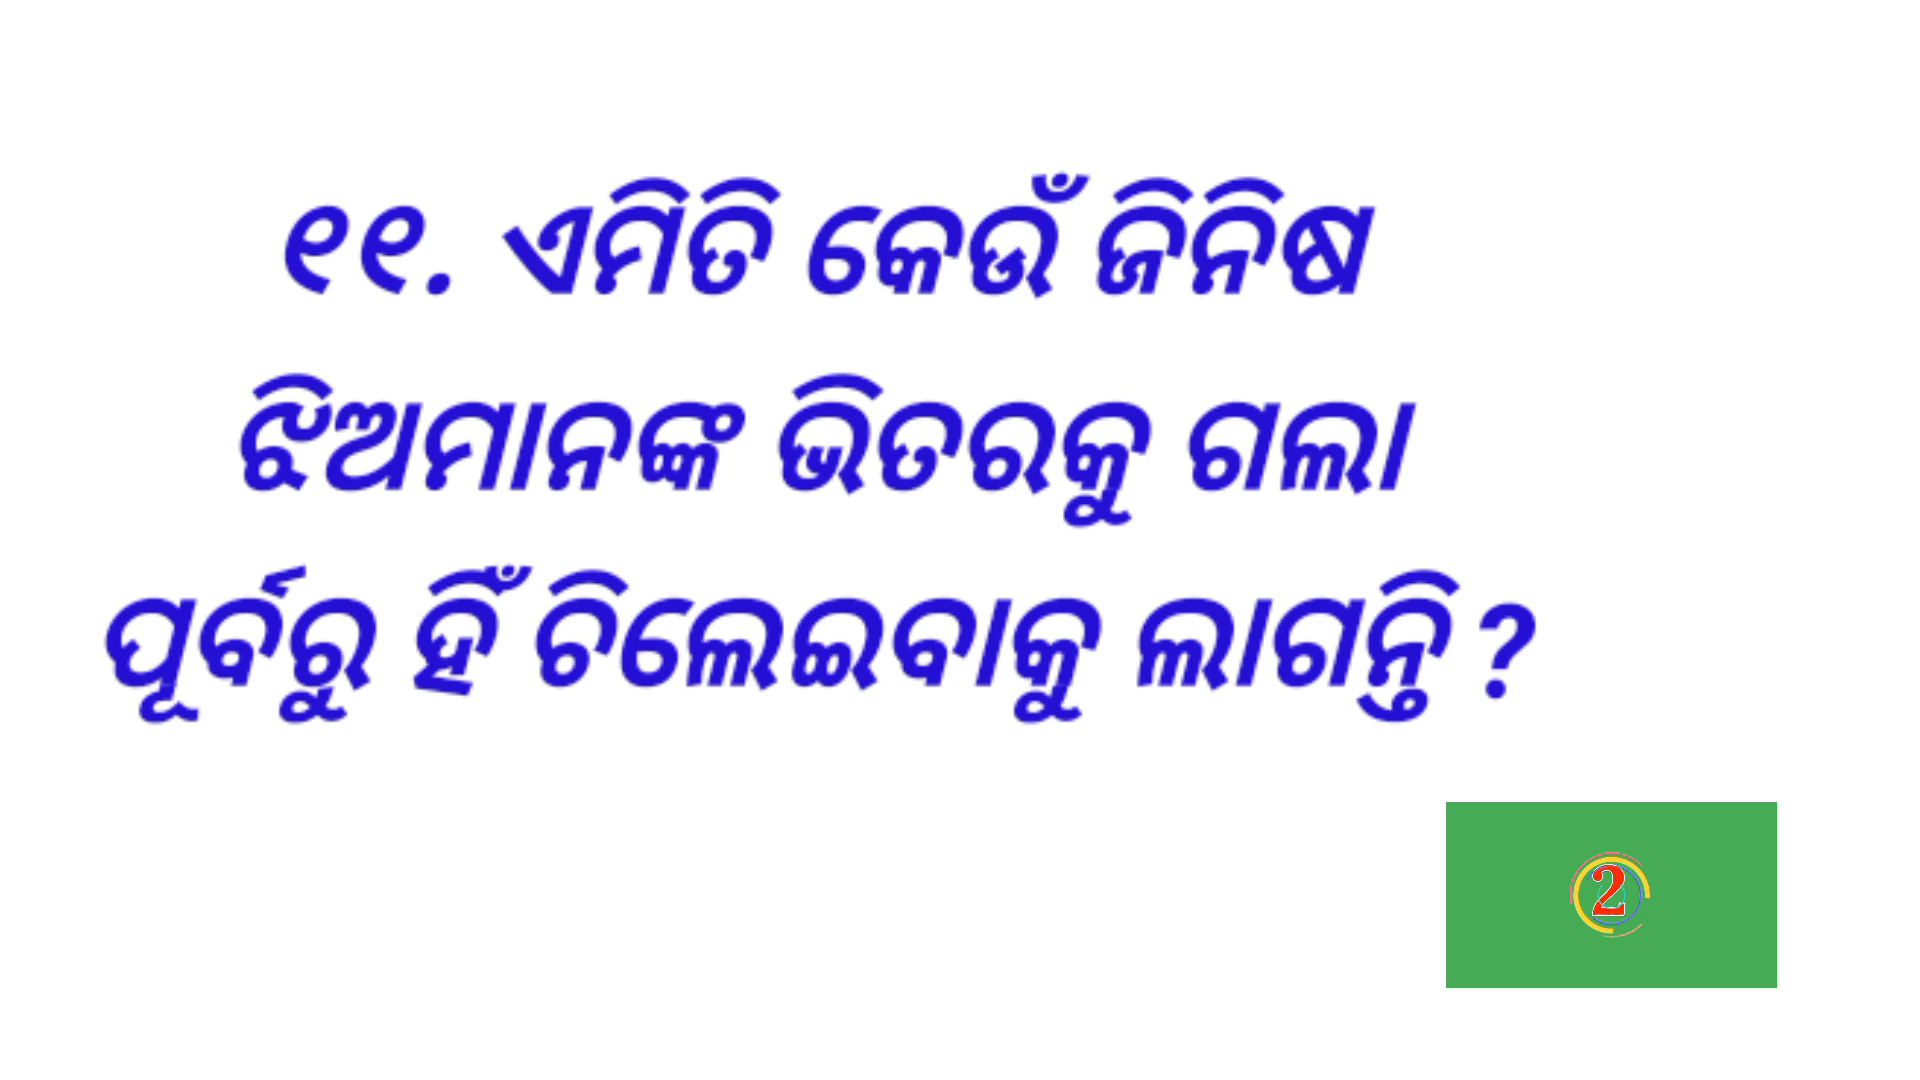 ୧୧. ଏମିତି କେଉଁ ଜିନିଷ
ଝିଅମାନଙ୍କ ଭିତରକୁ ଗଲା
ପୂର୍ବରୁ ହିଁ ଚିଲେଇବାକୁ ଲାଗନ୍ତି ?
2